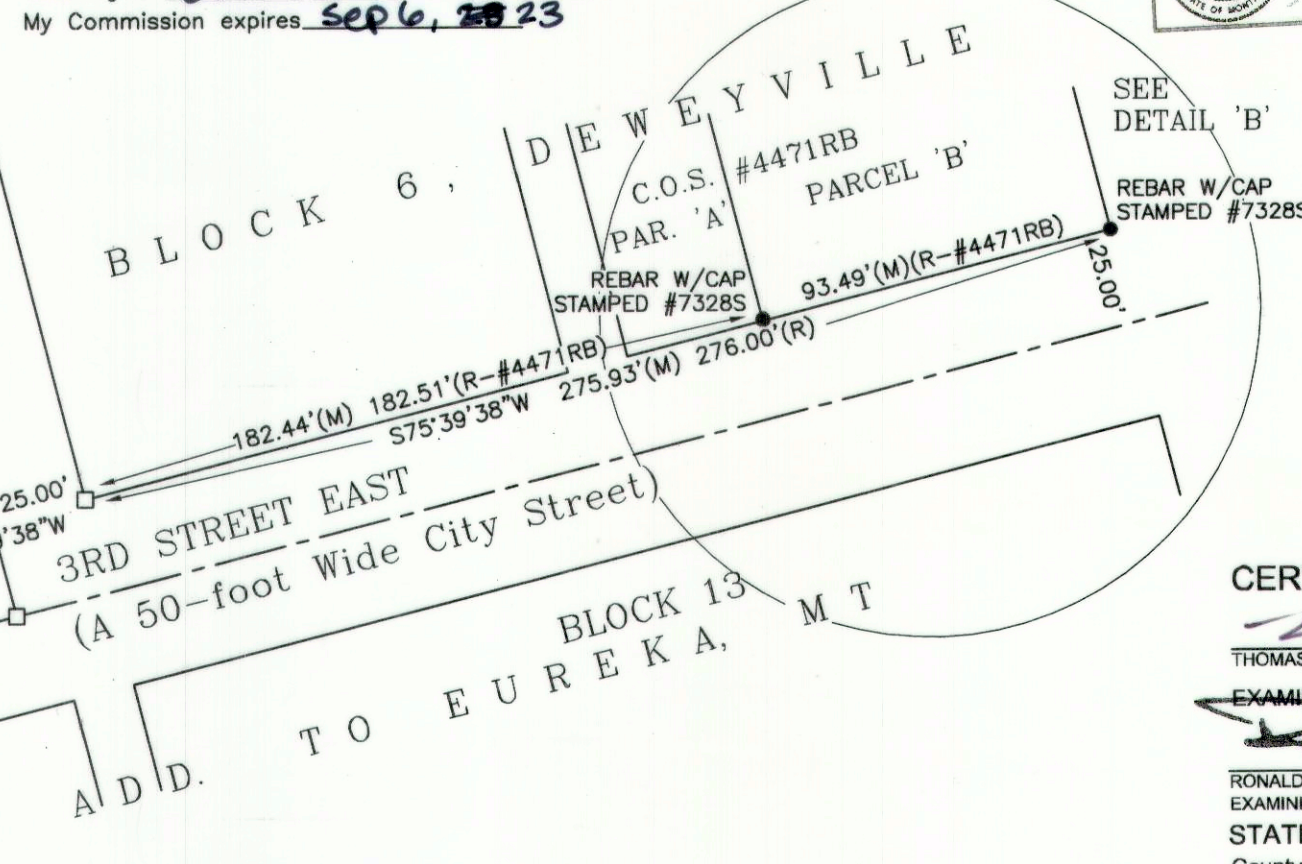 My Commission expires Sep 6, 23
SEE
DETAIL 'B'
BLOCK 6, DEWEYVILLE
C.O.S. #4471RB
PAR. 'A' PARCEL 'B'
REBAR W/CAP
STAMPED #7328S
REBAR W/CAP
STAMPED #7328S
93.49'(M)(R-#4471RB)
25.00'
182.44'(M) 182.51'(R-#4471RB)
S75°39'38"W 275.93'(M) 276.00'(R)
25.00'
'38"W
3RD STREET EAST
(A 50-foot Wide City Street)
BLOCK 13
ADD. TO EUREKA, MT
CER
THOMAS
EXAMI
RONALD
EXAMIN
STAT